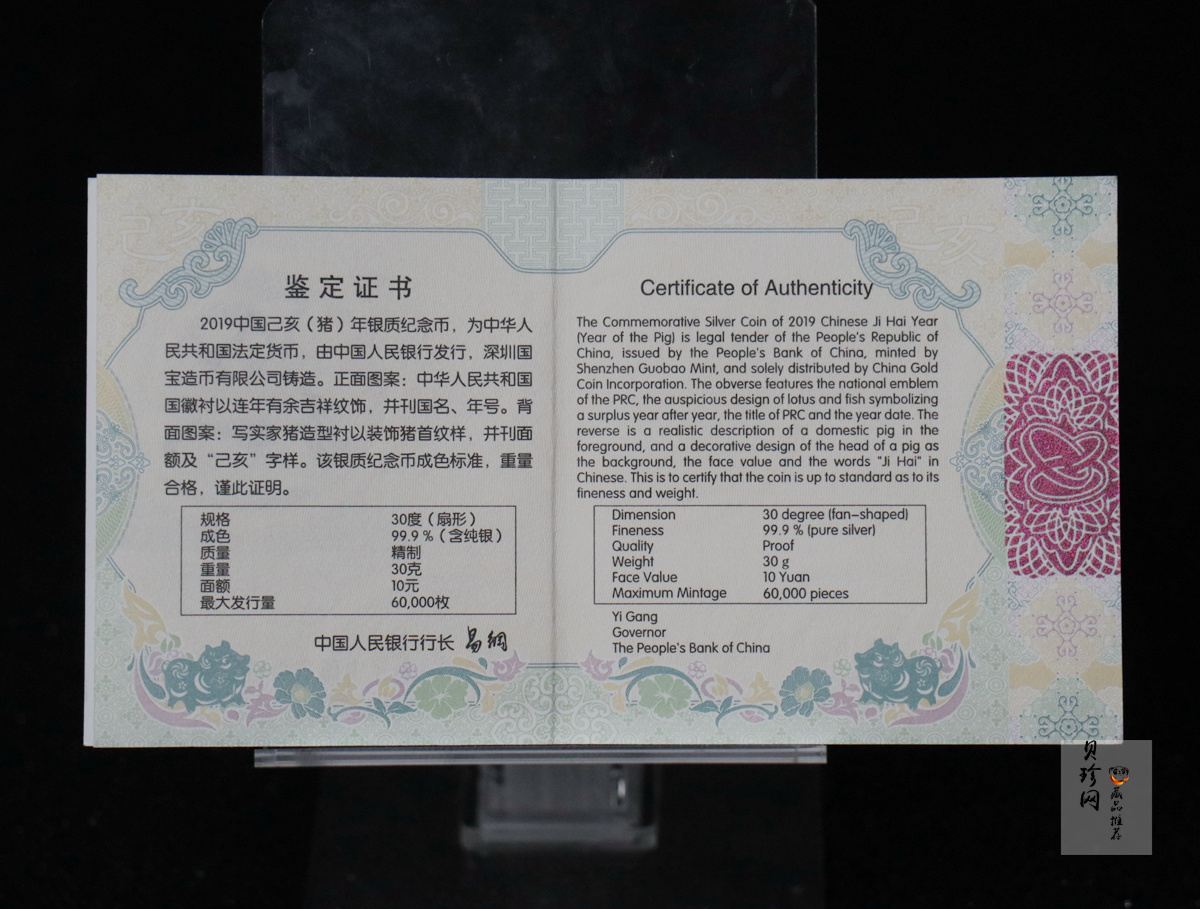 己亥
鉴定证书
2019中国己亥（猪）年银质纪念币，为中华人
民共和国法定货币，由中国人民银行发行，深圳国
宝造币有限公司铸造。正面图案：中华人民共和国
国徽衬以连年有余吉祥纹饰，并刊国名、年号。背
面图案：写实家猪造型衬以装饰猪首纹样，并刊面
额及“己亥”字样。该银质纪念币成色标准，重量
合格，谨此证明。
规格 30度（扇形）
成色 99.9％（含纯银）
质量 精制
重量 30克
面额 10元
最大发行量 60,000枚
中国人民银行行长 易纲
己亥
Certificate of Authenticity
The Commemorative Silver Coin of 2019 Chinese Ji Hai Year
(Year of the Pig) is legal tender of the People's Republic of
China, issued by the People's Bank of China, minted by
Shenzhen Guobao Mint, and solely distributed by China Gold
Coin Incorporation. The obverse features the national emblem
of the PRC, the auspicious design of lotus and fish symbolizing
a surplus year after year, the title of PRC and the year date. The
reverse is a realistic description of a domestic pig in the
foreground, and a decorative design of the head of a pig as
the background, the face value and the words "Ji Hai" in
Chinese. This is to certify that the coin is up to standard as to its
fineness and weight.
Dimension 30 degree (fan-shaped)
Fineness 99.9 % (pure silver)
Quality Proof
Weight 30 g
Face Value 10 Yuan
Maximum Mintage 60,000 pieces
Yi Gang
Governor
The People's Bank of China
贝珍网
藏品推荐